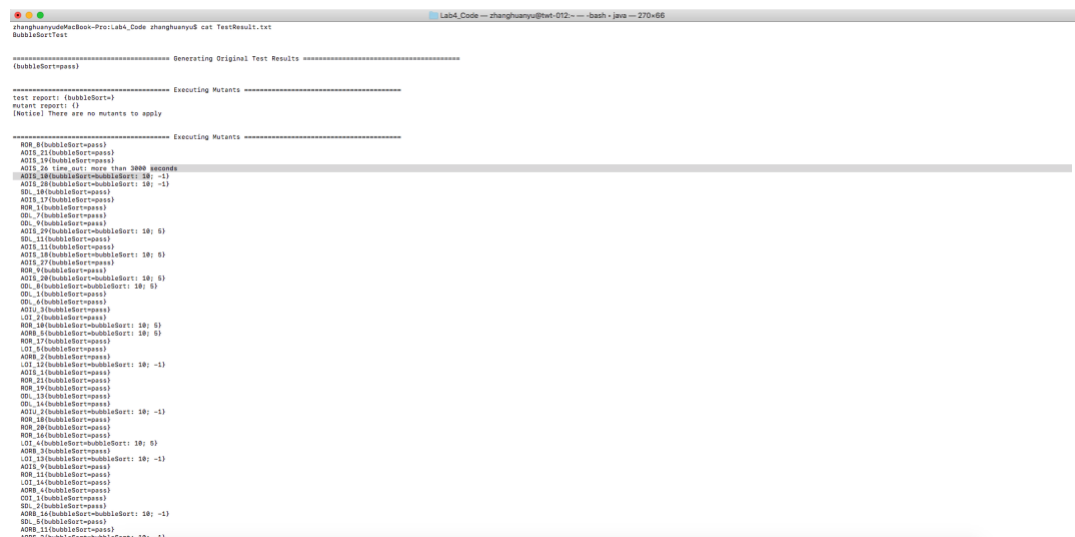 Lab4_Code — zhanghuanyu@twt-012:~ — -bash • java — 270×66
zhanghuanyudeMacBook-Pro:Lab4_Code zhanghuanyu$ cat TestResult.txt
BubbleSortTest
======================================== Generating Original Test Results ========================================
{bubbleSort=pass}
======================================== Executing Mutants ========================================
test report: {bubbleSort=}
mutant report: {}
[Notice] There are no mutants to apply
======================================== Executing Mutants ========================================
ROR_8{bubbleSort=pass}
AOIS_21{bubbleSort=pass}
AOIS_19{bubbleSort=pass}
AOIS_26 time_out: more than 3000 seconds
AOIS_10{bubbleSort=bubbleSort: 10; -1}
AOIS_28{bubbleSort=bubbleSort: 10; -1}
SDL_10{bubbleSort=pass}
AOIS_17{bubbleSort=pass}
ROR_1{bubbleSort=pass}
ODL_7{bubbleSort=pass}
ODL_9{bubbleSort=pass}
AOIS_29{bubbleSort=bubbleSort: 10; 5}
SDL_11{bubbleSort=pass}
AOIS_11{bubbleSort=pass}
AOIS_18{bubbleSort=bubbleSort: 10; 5}
AOIS_27{bubbleSort=pass}
ROR_9{bubbleSort=pass}
AOIS_20{bubbleSort=bubbleSort: 10; 5}
ODL_8{bubbleSort=bubbleSort: 10; 5}
ODL_1{bubbleSort=pass}
ODL_6{bubbleSort=pass}
AOIU_3{bubbleSort=pass}
LOI_2{bubbleSort=pass}
ROR_10{bubbleSort=bubbleSort: 10; 5}
AORB_5{bubbleSort=bubbleSort: 10; 5}
ROR_17{bubbleSort=pass}
LOI_5{bubbleSort=pass}
AORB_2{bubbleSort=pass}
LOI_12{bubbleSort=bubbleSort: 10; -1}
AOIS_1{bubbleSort=pass}
ROR_21{bubbleSort=pass}
ROR_19{bubbleSort=pass}
ODL_13{bubbleSort=pass}
ODL_14{bubbleSort=pass}
AOIU_2{bubbleSort=bubbleSort: 10; -1}
ROR_18{bubbleSort=pass}
ROR_20{bubbleSort=pass}
ROR_16{bubbleSort=pass}
LOI_4{bubbleSort=bubbleSort: 10; 5}
AORB_3{bubbleSort=pass}
LOI_13{bubbleSort=bubbleSort: 10; -1}
AOIS_9{bubbleSort=pass}
ROR_11{bubbleSort=pass}
LOI_14{bubbleSort=pass}
AORB_4{bubbleSort=pass}
COI_1{bubbleSort=pass}
SDL_2{bubbleSort=pass}
AORB_16{bubbleSort=bubbleSort: 10; -1}
SDL_5{bubbleSort=pass}
AORB_11{bubbleSort=pass}